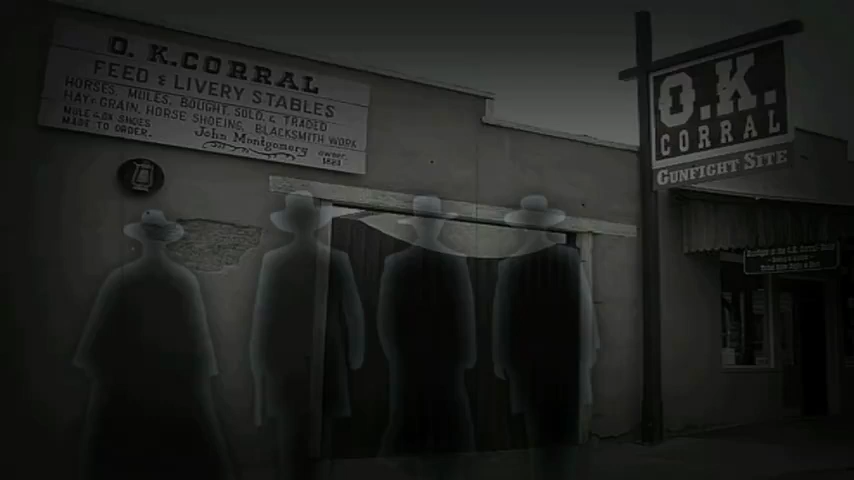 O. K. CORRAL
FEED & LIVERY STABLES
HORSES, MULES, BOUGHT, SOLD, & TRADED
HAY & GRAIN, HORSE SHOEING, BLACKSMITH WORK
MULE & OX SHOES
MADE TO ORDER.
John Montgomery
owner.
O.K.
CORRAL
GUNFIGHT SITE